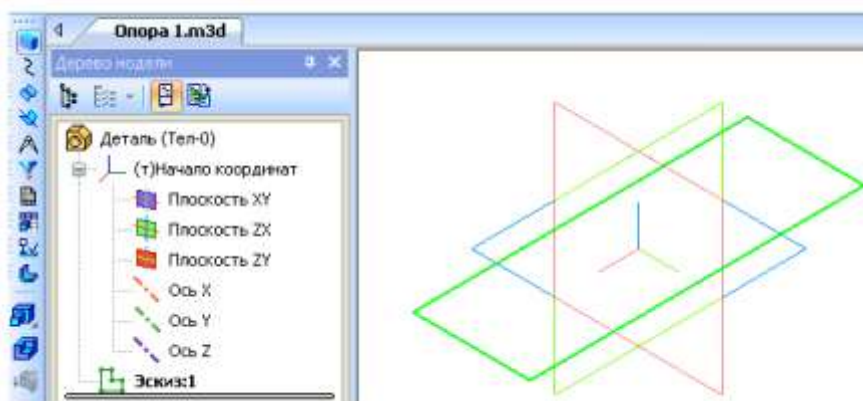 Опора 1.m3d
Дерево модели
Деталь (Тел-0)
(т)Начало координат
Плоскость XY
Плоскость ZX
Плоскость ZY
Ось X
Ось Y
Ось Z
Эскиз:1